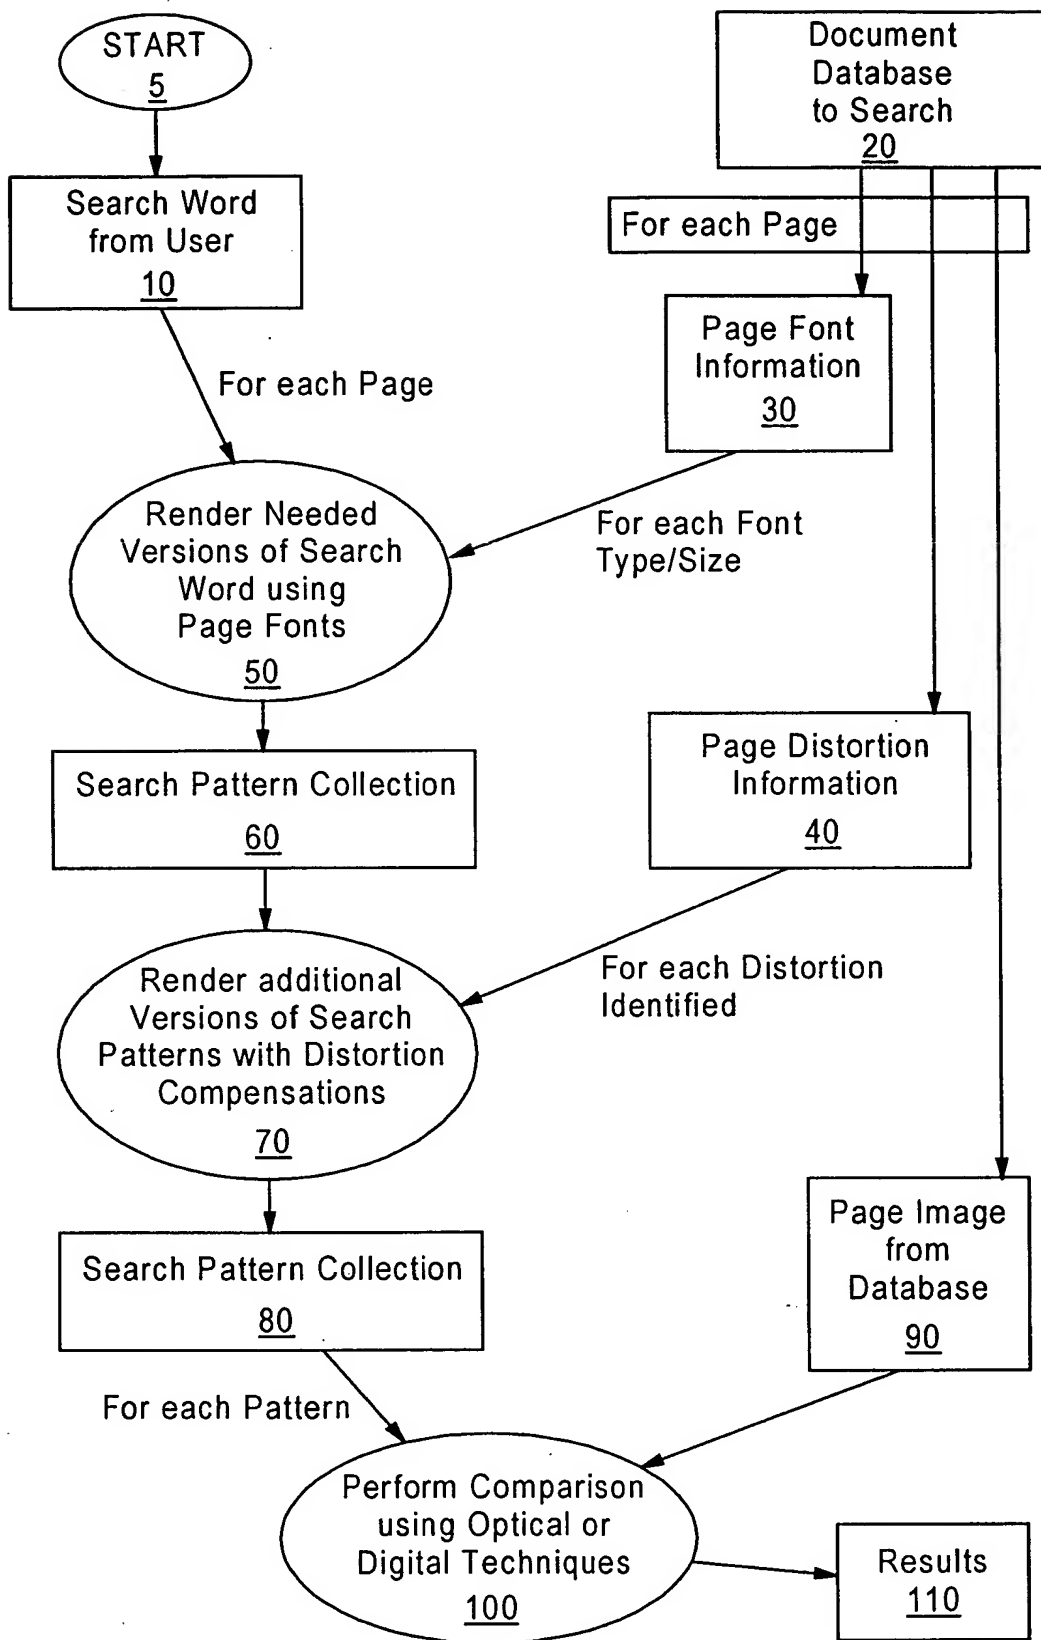 START
5
Document
Database
to Search
20
Search Word
from User
10
For each Page
Page Font
Information
30
For each Page
For each Font
Type/Size
Render Needed
Versions of Search
Word using
Page Fonts
50
Search Pattern Collection
60
Page Distortion
Information
40
For each Distortion
Identified
Render additional
Versions of Search
Patterns with Distortion
Compensations
70
Search Pattern Collection
80
Page Image
from
Database
90
For each Pattern
Perform Comparison
using Optical or
Digital Techniques
100
Results
110